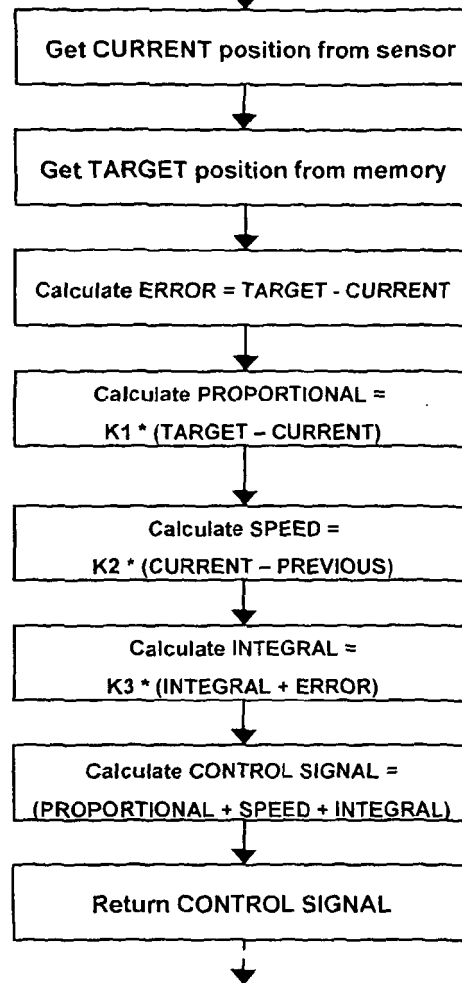 Get CURRENT position from sensor
Get TARGET position from memory
Calculate ERROR = TARGET - CURRENT
Calculate PROPORTIONAL =
K1 * (TARGET – CURRENT)
Calculate SPEED =
K2 * (CURRENT – PREVIOUS)
Calculate INTEGRAL =
K3 * (INTEGRAL + ERROR)
Calculate CONTROL SIGNAL =
(PROPORTIONAL + SPEED + INTEGRAL)
Return CONTROL SIGNAL